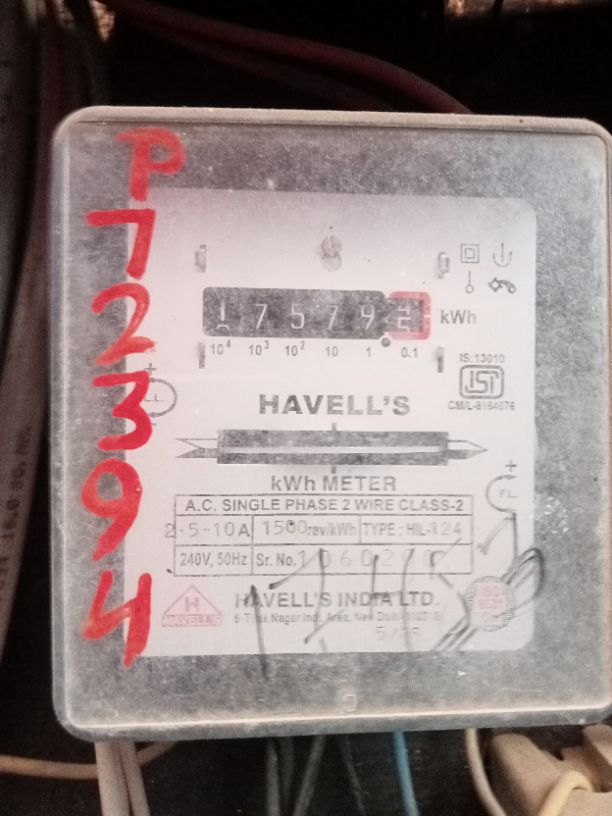 P72394
1 7 5 7 9 2 kWh
10⁴ 10³ 10² 10 1 0.1
IS:13010
ISI
HAVELL'S
kWh METER
A.C. SINGLE PHASE 2 WIRE CLASS-2
2.5-10A 1500rev/kWh TYPE : HIL-124
240V, 50Hz Sr. No.
HAVELL'S INDIA LTD.
HAVELL'S
H
F.L.